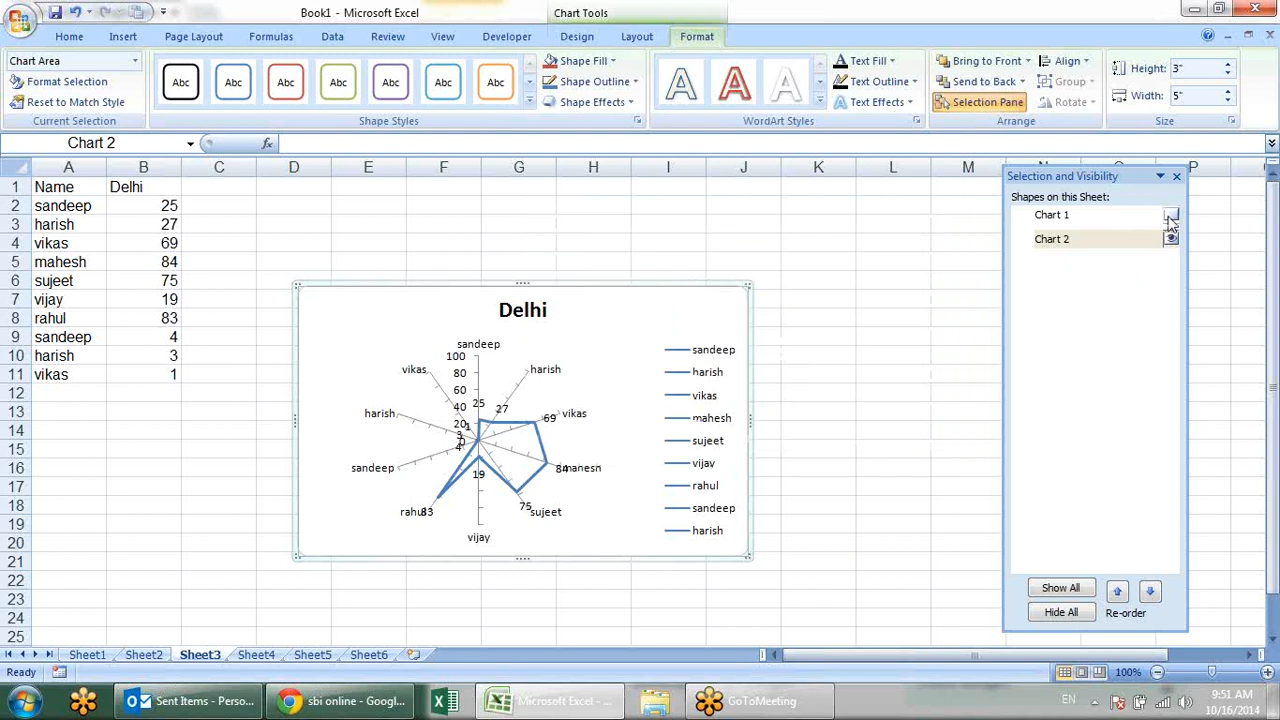 Book1 - Microsoft Excel
Chart Tools
Home Insert Page Layout Formulas Data Review View Developer Design Layout Format
Chart Area
Format Selection
Reset to Match Style
Current Selection
Abc Abc Abc Abc Abc Abc Abc
Shape Fill
Shape Outline
Shape Effects
Shape Styles
A A A
Text Fill
Text Outline
Text Effects
WordArt Styles
Bring to Front
Send to Back
Selection Pane
Align
Group
Rotate
Arrange
Height: 3"
Width: 5"
Size
Chart 2
fx
A B C D E F G H I J K L M P
1 Name Delhi
2 sandeep 25
3 harish 27
4 vikas 69
5 mahesh 84
6 sujeet 75
7 vijay 19
8 rahul 83
9 sandeep 4
10 harish 3
11 vikas 1
12
13
14
15
16
17
18
19
20
21
22
23
24
25
Delhi
sandeep
harish
vikas
sujeet
vijay
rahul
sandeep
harish
vikas
100
80
60
40
20
0
25
27
69
84
75
19
83
4
3
1
sandeep
harish
vikas
mahesh
sujeet
vijay
rahul
sandeep
harish
Selection and Visibility
Shapes on this Sheet:
Chart 1
Chart 2
Show All
Hide All
Re-order
Sheet1 Sheet2 Sheet3 Sheet4 Sheet5 Sheet6
Ready
100%
Sent Items - Perso...
sbi online - Googl...
Microsoft Excel - ...
GoToMeeting
EN
9:51 AM
10/16/2014